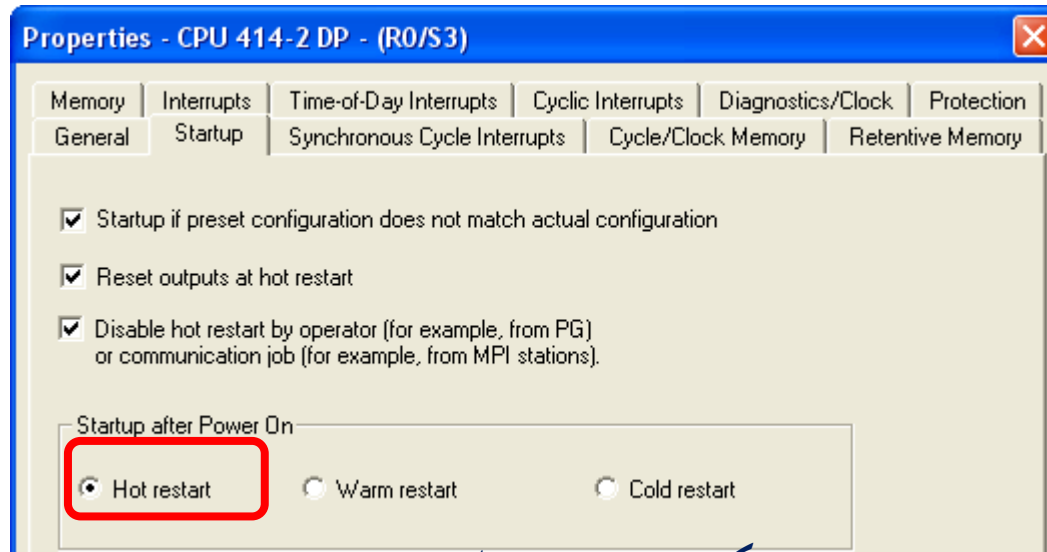 Properties - CPU 414-2 DP - (R0/S3)
Memory Interrupts Time-of-Day Interrupts Cyclic Interrupts Diagnostics/Clock Protection
General Startup Synchronous Cycle Interrupts Cycle/Clock Memory Retentive Memory
Startup if preset configuration does not match actual configuration
Reset outputs at hot restart
Disable hot restart by operator (for example, from PG)
or communication job (for example, from MPI stations).
Startup after Power On
Hot restart Warm restart Cold restart